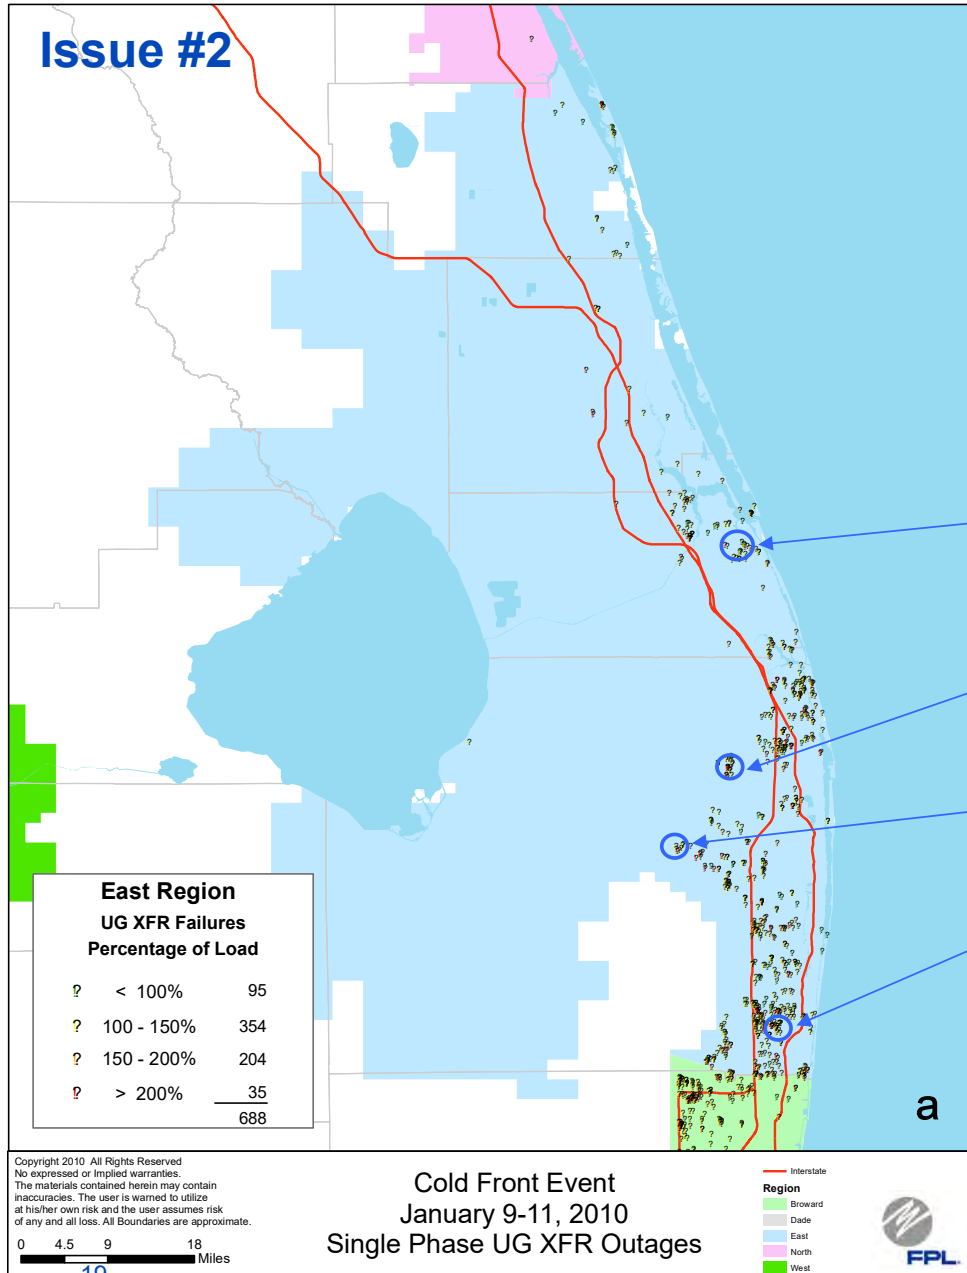 Issue #2
East Region
UG XFR Failures
Percentage of Load
? < 100% 95
? 100 - 150% 354
? 150 - 200% 204
? > 200% 35
688
a
Copyright 2010 All Rights Reserved
No expressed or Implied warranties.
The materials contained herein may contain
inaccuracies. The user is warned to utilize
at his/her own risk and the user assumes risk
of any and all loss. All Boundaries are approximate.
0 4.5 9 18
Miles
19
Cold Front Event
January 9-11, 2010
Single Phase UG XFR Outages
Interstate
Region
Broward
Dade
East
North
West
FPL.